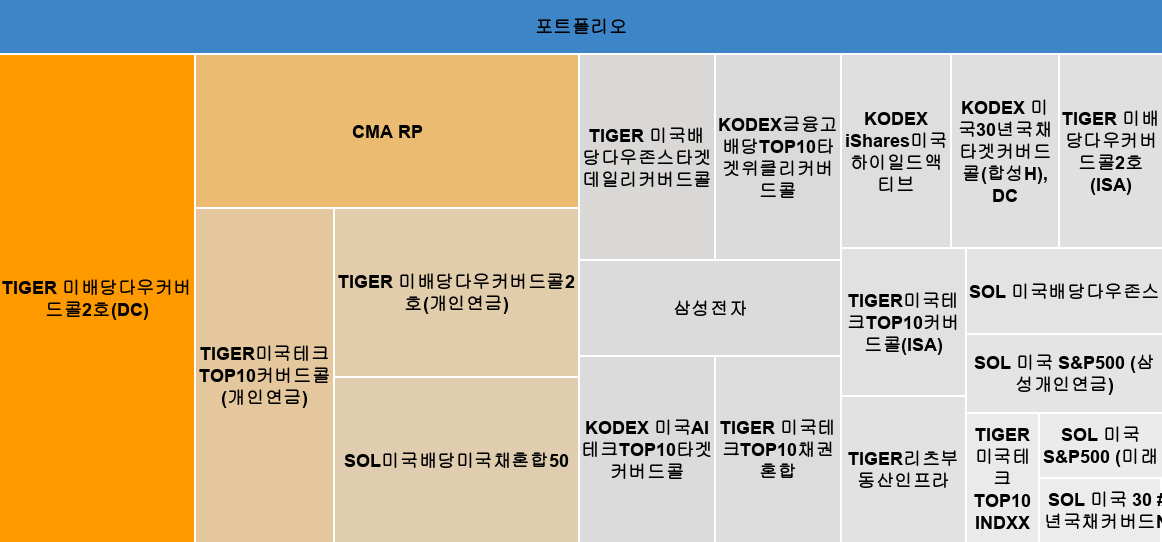 포트폴리오
TIGER 미배당다우커버
드콜2호(DC)
CMA RP
TIGER미국테크
TOP10커버드콜
(개인연금)
TIGER 미배당다우커버드콜2
호(개인연금)
SOL미국배당미국채혼합50
TIGER 미국배
당다우존스타겟
데일리커버드콜
KODEX금융고
배당TOP10타
겟위클리커버
드콜
삼성전자
KODEX 미국AI
테크TOP10타겟
커버드콜
TIGER 미국테
크TOP10채권
혼합
KODEX
iShares미국
하이일드액
티브
KODEX 미
국30년국채
타겟커버드
콜(합성H),
DC
TIGER 미배
당다우커버
드콜2호
(ISA)
TIGER미국테
크TOP10커버
드콜(ISA)
TIGER리츠부
동산인프라
SOL 미국배당다우존스
SOL 미국 S&P500 (삼
성개인연금)
TIGER
미국테
크
TOP10
INDXX
SOL 미국
S&P500 (미래
SOL 미국 30
년국채커버드